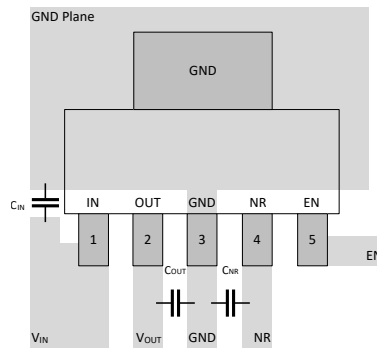 GND Plane
GND
CIN
IN OUT GND NR EN
1 2 3 4 5
EN
COUT CNR
VIN VOUT GND NR